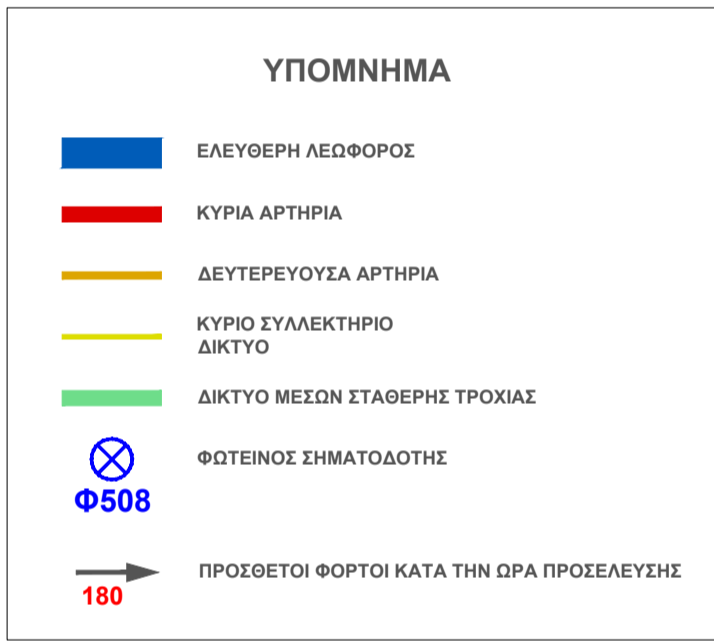 ΥΠΟΜΝΗΜΑ
ΕΛΕΥΘΕΡΗ ΛΕΩΦΟΡΟΣ
ΚΥΡΙΑ ΑΡΤΗΡΙΑ
ΔΕΥΤΕΡΕΥΟΥΣΑ ΑΡΤΗΡΙΑ
ΚΥΡΙΟ ΣΥΛΛΕΚΤΗΡΙΟ
ΔΙΚΤΥΟ
ΔΙΚΤΥΟ ΜΕΣΩΝ ΣΤΑΘΕΡΗΣ ΤΡΟΧΙΑΣ
ΦΩΤΕΙΝΟΣ ΣΗΜΑΤΟΔΟΤΗΣ
Φ508
ΠΡΟΣΘΕΤΟΙ ΦΟΡΤΟΙ ΚΑΤΑ ΤΗΝ ΩΡΑ ΠΡΟΣΕΛΕΥΣΗΣ
180